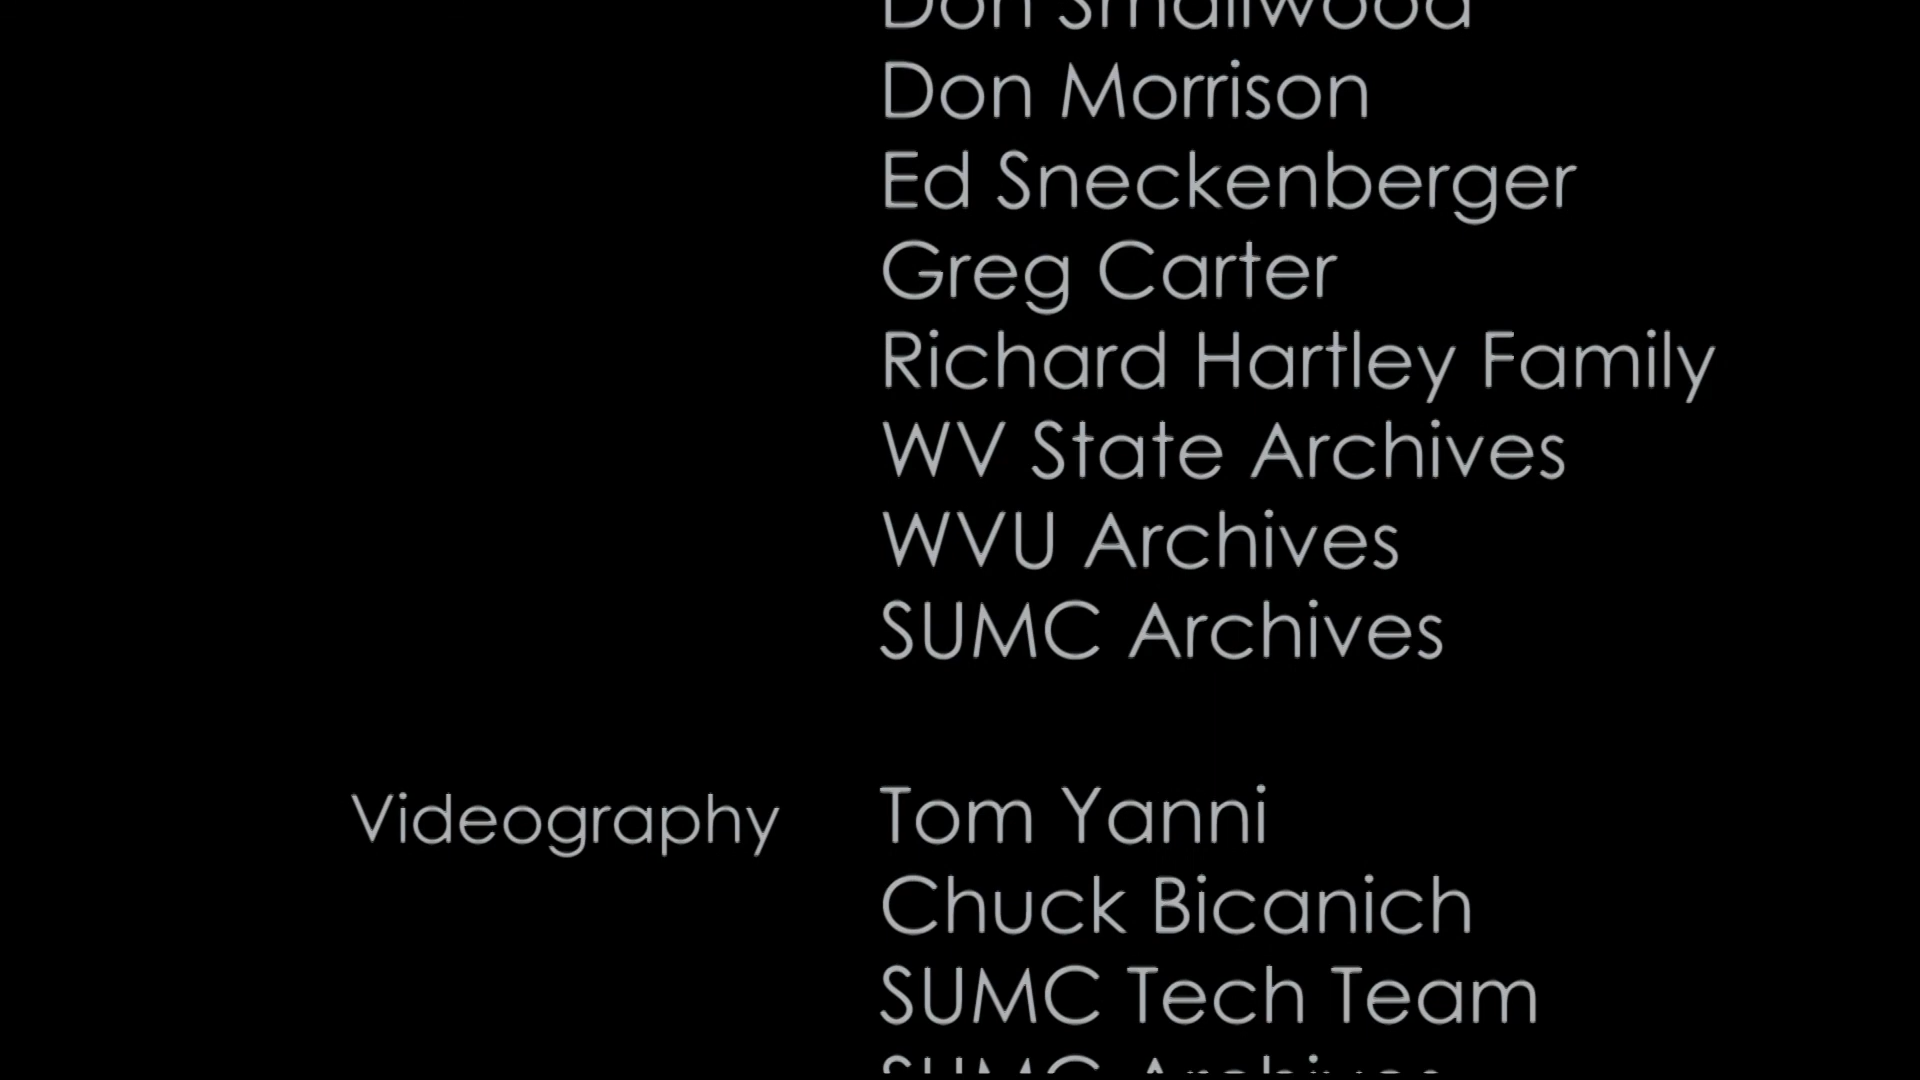 Don Smallwood
Don Morrison
Ed Sneckenberger
Greg Carter
Richard Hartley Family
WV State Archives
WVU Archives
SUMC Archives
Videography Tom Yanni
Chuck Bicanich
SUMC Tech Team
SUMC Archives